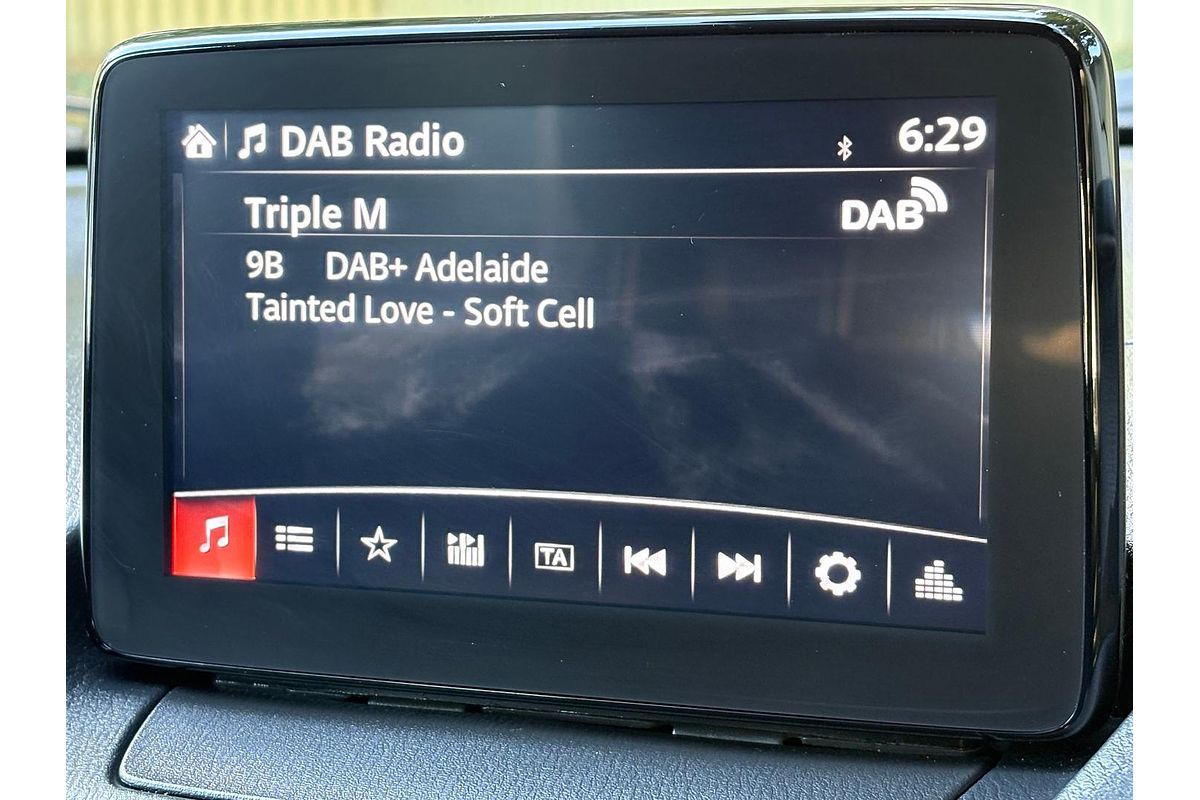 DAB Radio 6:29
Triple M DAB
9B DAB+ Adelaide
Tainted Love - Soft Cell
TA